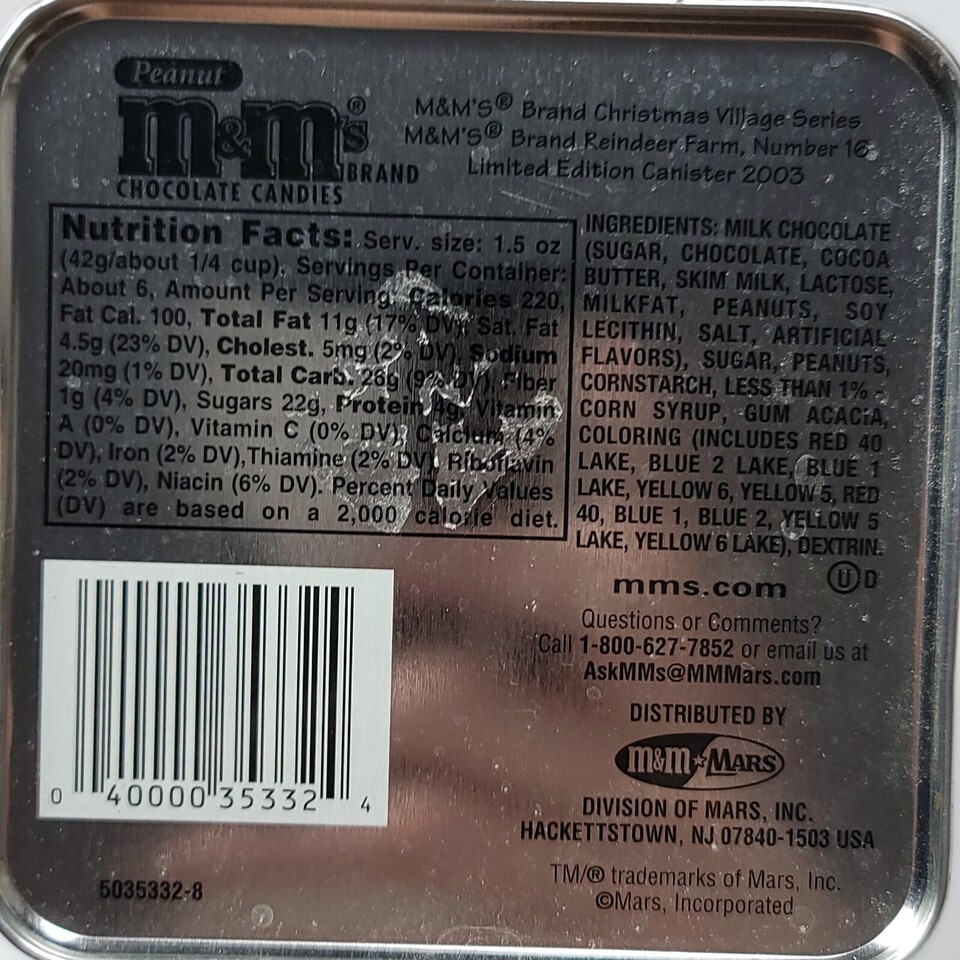 Peanut
m&m's® BRAND
CHOCOLATE CANDIES
M&M'S® Brand Christmas Village Series
M&M'S® Brand Reindeer Farm, Number 16
Limited Edition Canister 2003
Nutrition Facts: Serv. size: 1.5 oz
(42g/about 1/4 cup), Servings Per Container:
About 6, Amount Per Serving, Calories 220,
Fat Cal. 100, Total Fat 11g (17% DV), Sat. Fat
4.5g (23% DV), Cholest. 5mg (2% DV), Sodium
20mg (1% DV), Total Carb. 26g (9% DV), Fiber
1g (4% DV), Sugars 22g, Protein 4g, Vitamin
A (0% DV), Vitamin C (0% DV), Calcium (4%
DV), Iron (2% DV),Thiamine (2% DV), Riboflavin
(2% DV), Niacin (6% DV). Percent Daily Values
(DV) are based on a 2,000 calorie diet.
INGREDIENTS: MILK CHOCOLATE
(SUGAR, CHOCOLATE, COCOA
BUTTER, SKIM MILK, LACTOSE,
MILKFAT, PEANUTS, SOY
LECITHIN, SALT, ARTIFICIAL
FLAVORS), SUGAR, PEANUTS,
CORNSTARCH, LESS THAN 1% -
CORN SYRUP, GUM ACACIA,
COLORING (INCLUDES RED 40
LAKE, BLUE 2 LAKE, BLUE 1
LAKE, YELLOW 6, YELLOW 5, RED
40, BLUE 1, BLUE 2, YELLOW 5
LAKE, YELLOW 6 LAKE), DEXTRIN.
mms.com Ⓤ D
Questions or Comments?
Call 1-800-627-7852 or email us at
AskMMs@MMMars.com
DISTRIBUTED BY
m&m★MARS
DIVISION OF MARS, INC.
HACKETTSTOWN, NJ 07840-1503 USA
TM/® trademarks of Mars, Inc.
©Mars, Incorporated
0 40000 35332 4
5035332-8